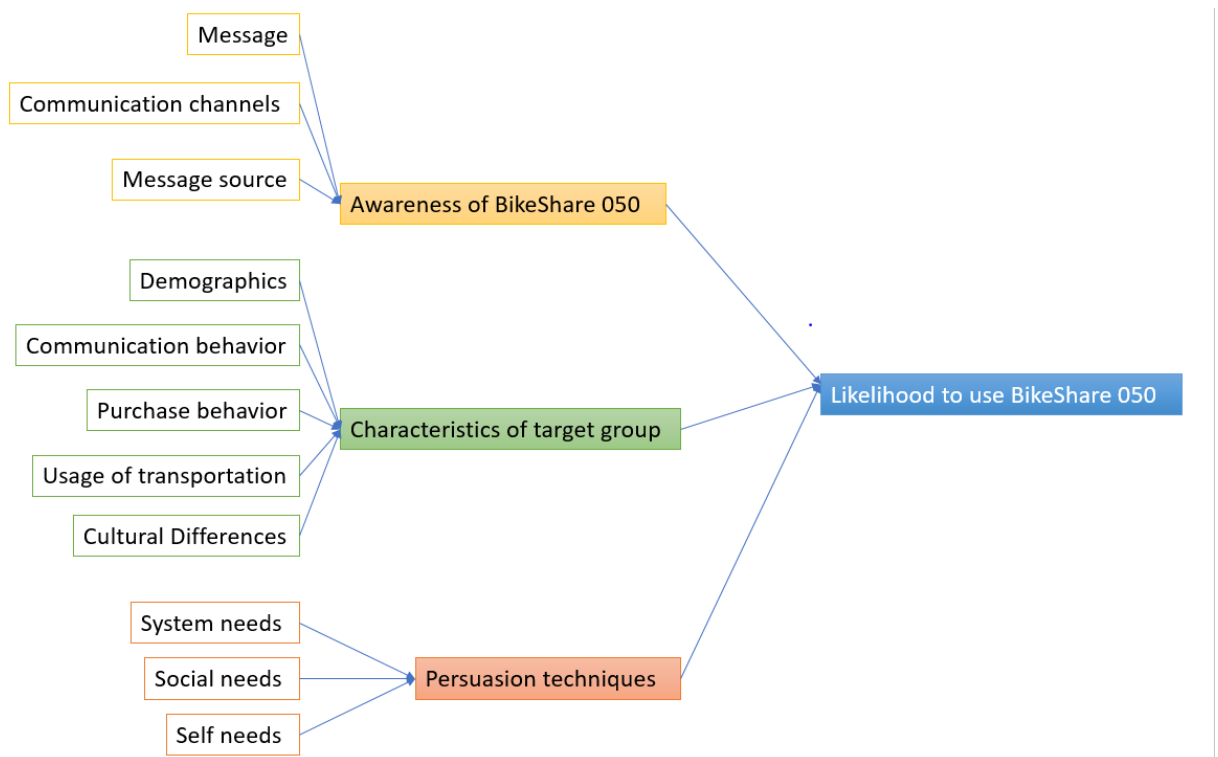 Message
Communication channels
Message source
Awareness of BikeShare 050
Demographics
Communication behavior
Purchase behavior
Likelihood to use BikeShare 050
Characteristics of target group
Usage of transportation
Cultural Differences
System needs
Social needs
Persuasion techniques
Self needs